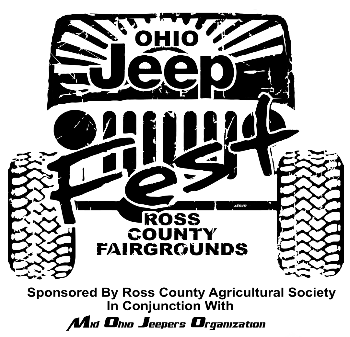 OHIO
Jeep
Fest
ROSS
COUNTY
FAIRGROUNDS
Sponsored By Ross County Agricultural Society
In Conjunction With
Mid Ohio Jeepers Organization